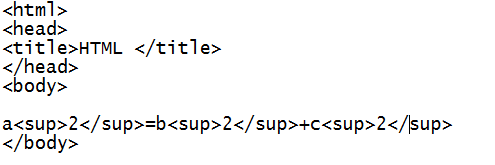 <html>
<head>
<title>HTML </title>
</head>
<body>
a<sup>2</sup>=b<sup>2</sup>+c<sup>2</sup>
</body>